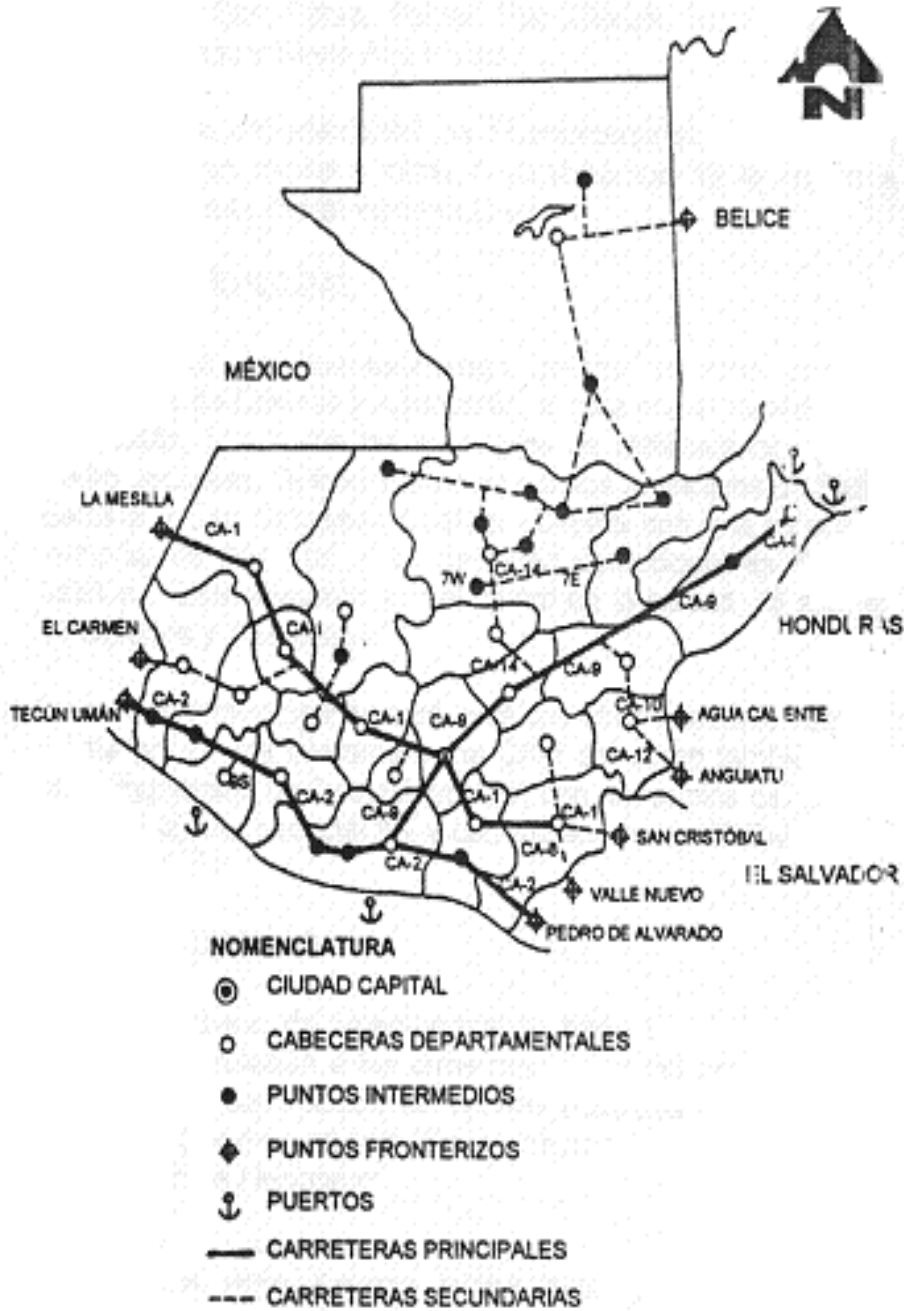 N
BELICE
MÉXICO
LA MESILLA
CA-1
7W
CA-14
7E
CA-9
HONDURAS
EL CARMEN
CA-1
CA-14
CA-9
CA-10
TECÚN UMÁN
CA-2
CA-1
CA-9
AGUA CALIENTE
CA-12
ANGUIATU
CA-2
CA-9
CA-1
CA-1
SAN CRISTÓBAL
CA-2
CA-8
EL SALVADOR
CA-2
VALLE NUEVO
PEDRO DE ALVARADO
NOMENCLATURA
CIUDAD CAPITAL
CABECERAS DEPARTAMENTALES
PUNTOS INTERMEDIOS
PUNTOS FRONTERIZOS
PUERTOS
CARRETERAS PRINCIPALES
CARRETERAS SECUNDARIAS